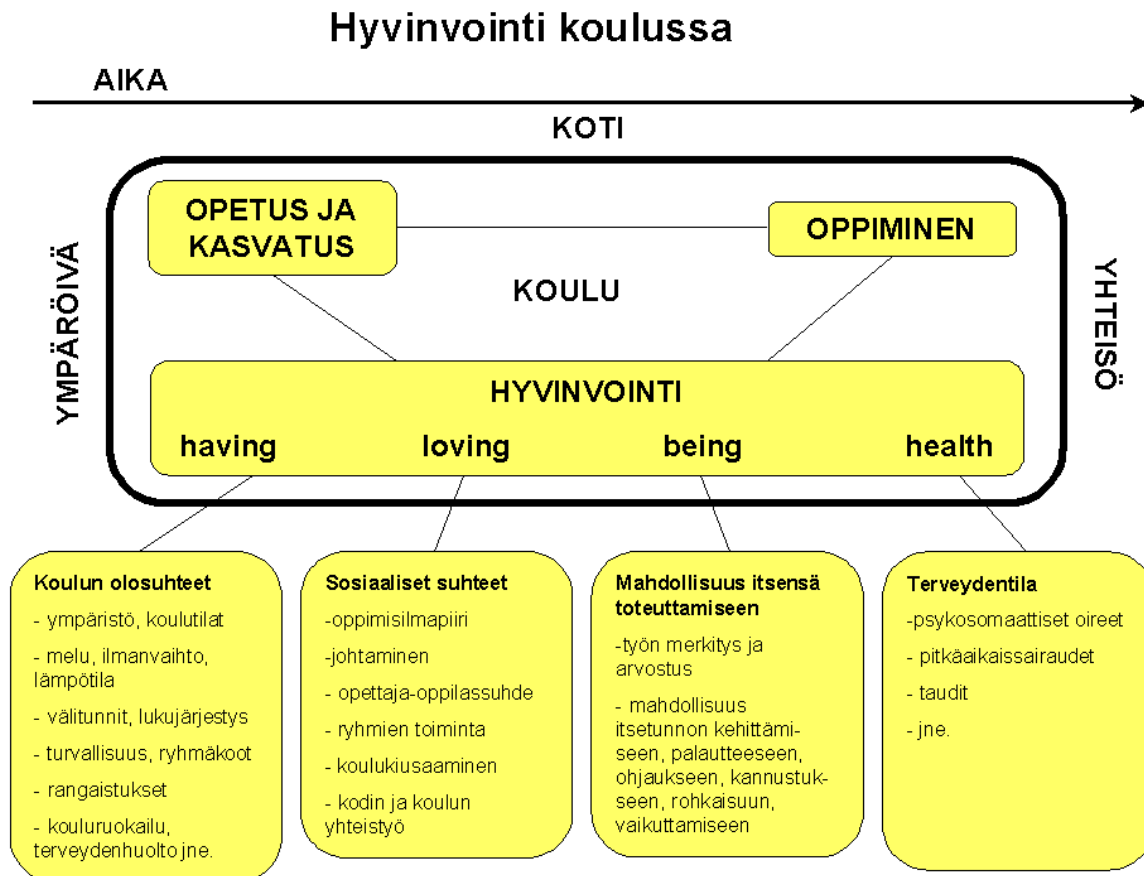 Hyvinvointi koulussa
AIKA
KOTI
YMPÄRÖIVÄ
OPETUS JA
KASVATUS
OPPIMINEN
KOULU
YHTEISÖ
HYVINVOINTI
having loving being health
Koulun olosuhteet
- ympäristö, koulutilat
- melu, ilmanvaihto,
lämpötila
- välitunnit, lukujärjestys
- turvallisuus, ryhmäkoot
- rangaistukset
- kouluruokailu,
terveydenhuolto jne.
Sosiaaliset suhteet
-oppimisilmapiiri
-johtaminen
- opettaja-oppilassuhde
- ryhmien toiminta
- koulukiusaaminen
- kodin ja koulun
yhteistyö
Mahdollisuus itsensä
toteuttamiseen
-työn merkitys ja
arvostus
- mahdollisuus
itsetunnon kehittämi-
seen, palautteeseen,
ohjaukseen, kannustuk-
seen, rohkaisuun,
vaikuttamiseen
Terveydentila
-psykosomaattiset oireet
- pitkäaikaissairaudet
- taudit
- jne.